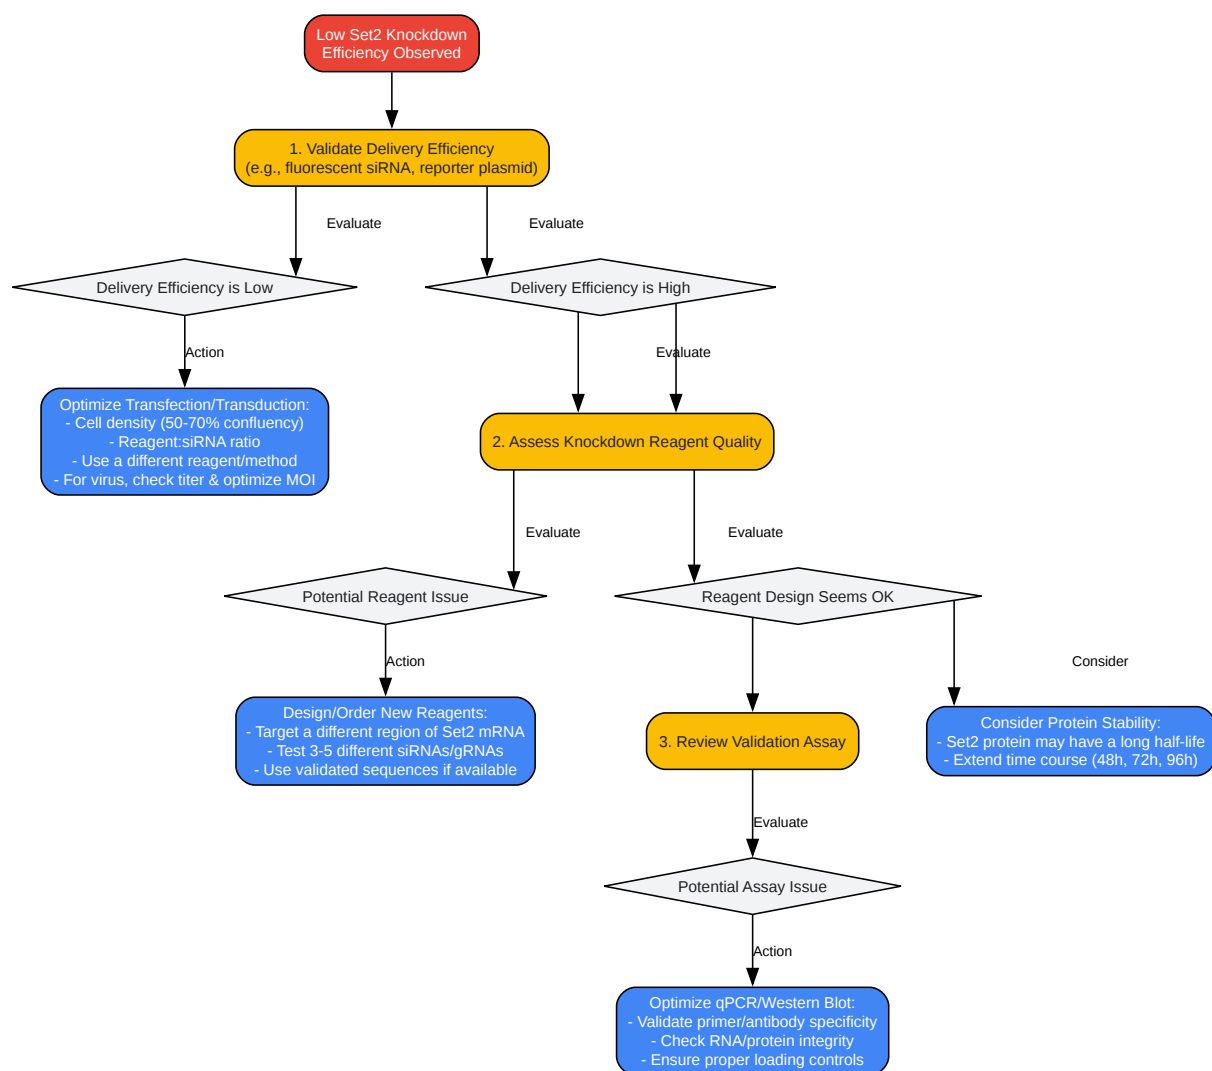 Low Set2 Knockdown
Efficiency Observed
1. Validate Delivery Efficiency
(e.g., fluorescent siRNA, reporter plasmid)
Evaluate
Evaluate
Delivery Efficiency is Low
Delivery Efficiency is High
Action
Evaluate
Optimize Transfection/Transduction:
- Cell density (50-70% confluency)
- Reagent:siRNA ratio
- Use a different reagent/method
- For virus, check titer & optimize MOI
2. Assess Knockdown Reagent Quality
Evaluate
Evaluate
Potential Reagent Issue
Reagent Design Seems OK
Action
Consider
Design/Order New Reagents:
- Target a different region of Set2 mRNA
- Test 3-5 different siRNAs/gRNAs
- Use validated sequences if available
3. Review Validation Assay
Consider Protein Stability:
- Set2 protein may have a long half-life
- Extend time course (48h, 72h, 96h)
Evaluate
Potential Assay Issue
Action
Optimize qPCR/Western Blot:
- Validate primer/antibody specificity
- Check RNA/protein integrity
- Ensure proper loading controls